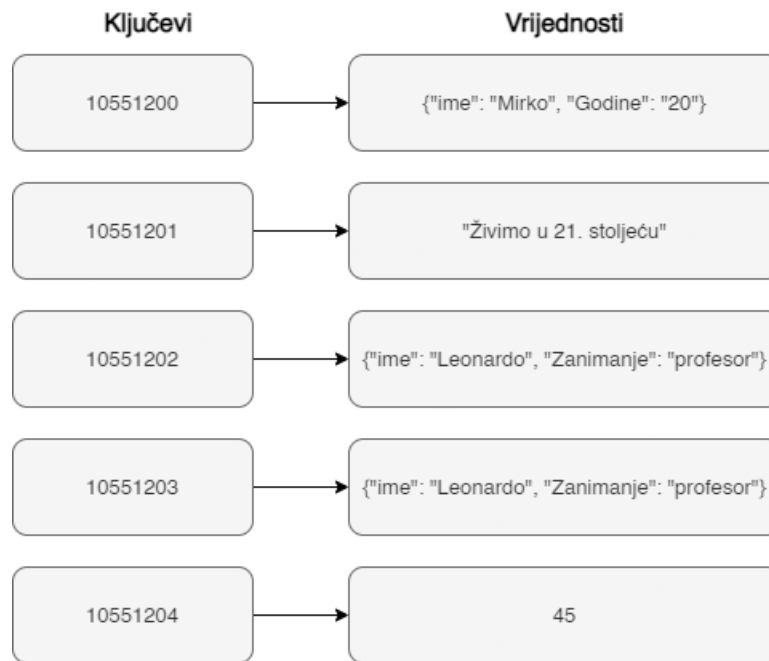 Ključevi Vrijednosti
10551200 {"ime": "Mirko", "Godine": "20"}
10551201 "Živimo u 21. stoljeću"
10551202 {"ime": "Leonardo", "Zanimanje": "profesor"}
10551203 {"ime": "Leonardo", "Zanimanje": "profesor"}
10551204 45